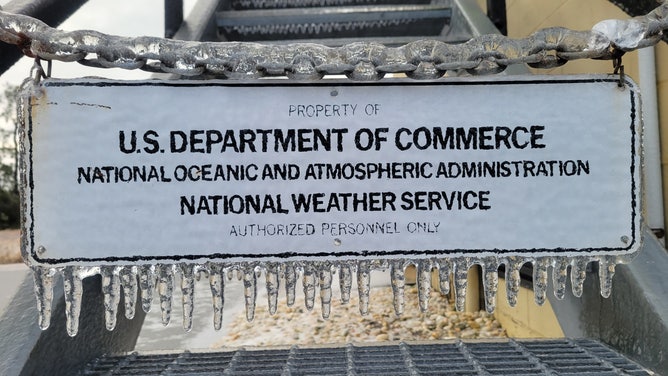 PROPERTY OF
U.S. DEPARTMENT OF COMMERCE
NATIONAL OCEANIC AND ATMOSPHERIC ADMINISTRATION
NATIONAL WEATHER SERVICE
AUTHORIZED PERSONNEL ONLY